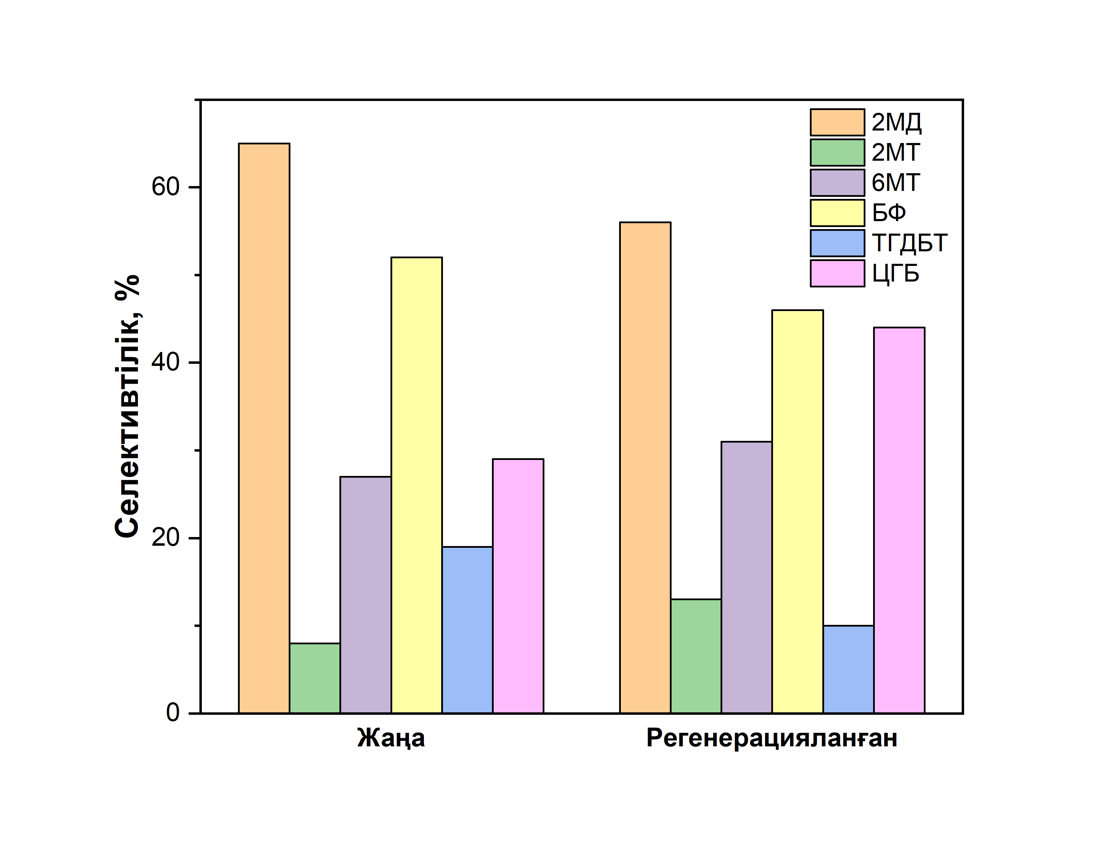 2МД
2МТ
6МТ
БФ
ТГДБТ
ЦГБ
Селективтілік, %
60
40
20
0
Жаңа
Регенерацияланған